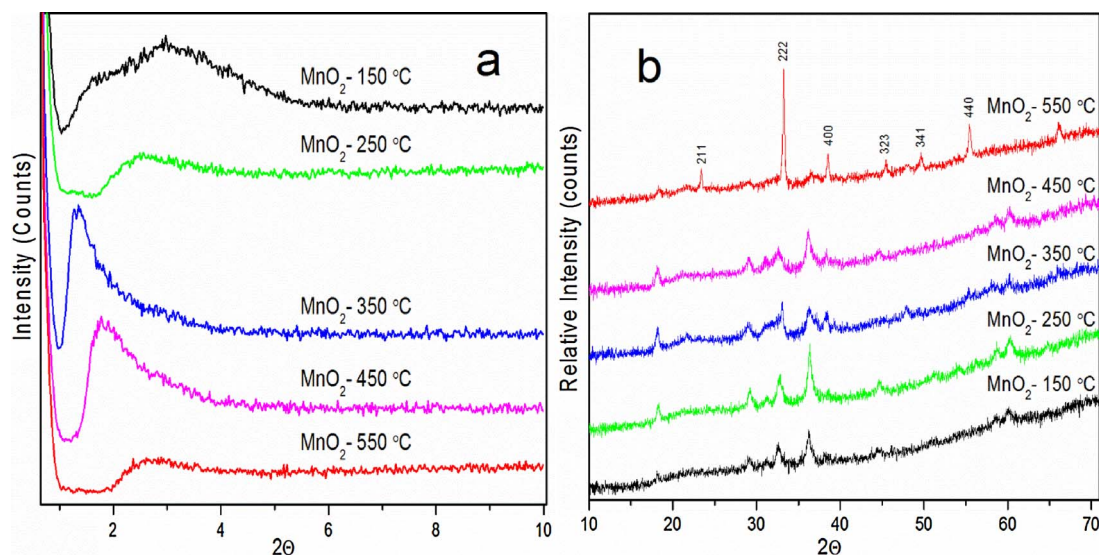 a
MnO2- 150 °C
MnO2- 250 °C
MnO2- 350 °C
MnO2- 450 °C
MnO2- 550 °C
Intensity (Counts)
2 4 6 8 10
2Θ
b
222
MnO2- 550 °C
440
400
211
341
323
MnO2- 450 °C
MnO2- 350 °C
MnO2- 250 °C
MnO2- 150 °C
Relative Intensity (counts)
10 20 30 40 50 60 70
2Θ